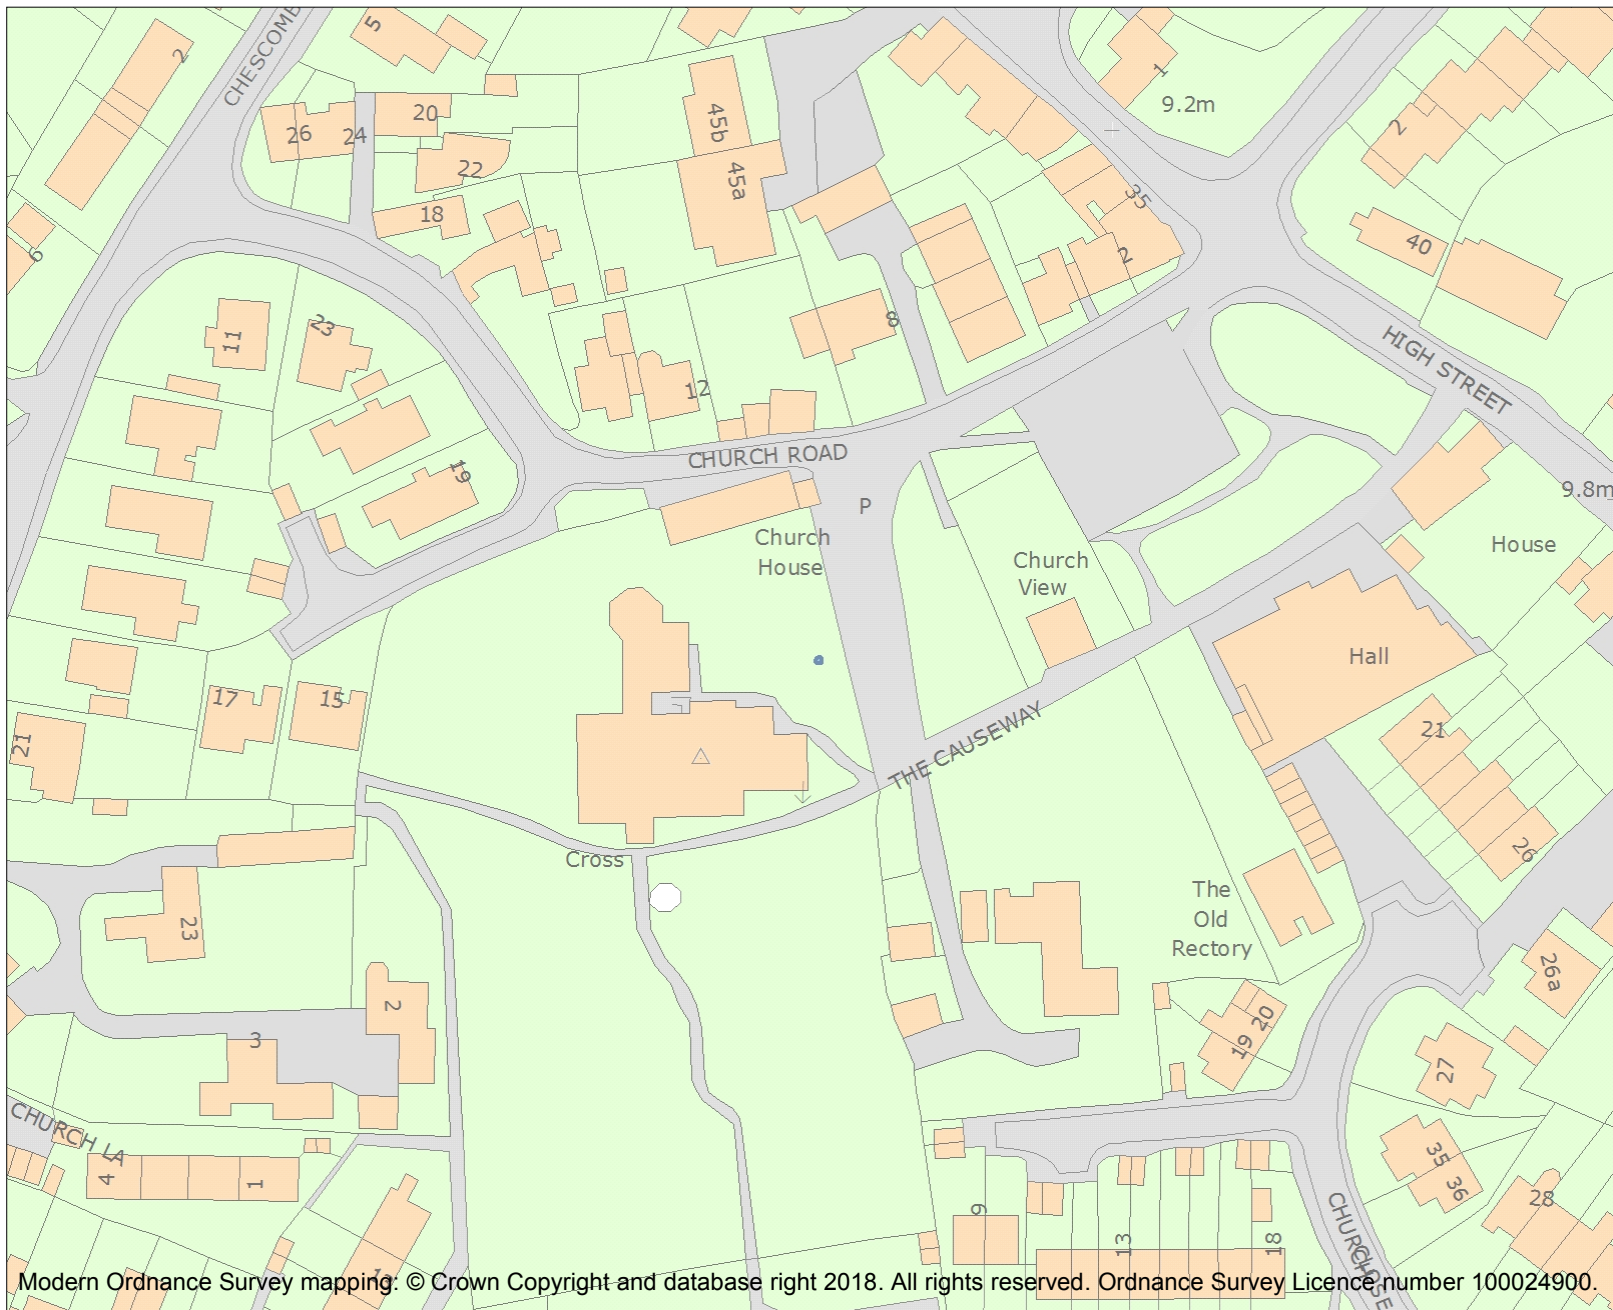 CHESCOMB
5
2
26
24
20
22
18
6
45b
45a
1
9.2m
2
35
2
40
8
11
23
12
19
HIGH STREET
CHURCH ROAD
P
9.8m
Church
House
Church
View
House
Hall
17
15
21
THE CAUSEWAY
21
26
Cross
23
The
Old
Rectory
26a
2
3
20
19
27
CHURCH LA
4
1
35
36
28
9
13
18
CHURCH
CLOSE
Modern Ordnance Survey mapping: © Crown Copyright and database right 2018. All rights reserved. Ordnance Survey Licence number 100024900.